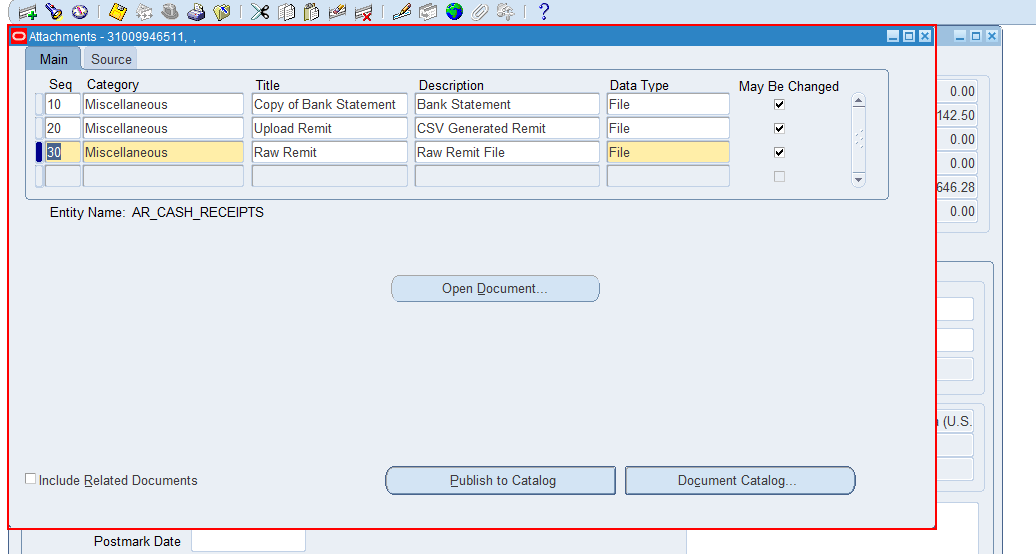 ?
Attachments - 31009946511, ,
Main Source
Seq Category Title Description Data Type May Be Changed
10 Miscellaneous Copy of Bank Statement Bank Statement File
20 Miscellaneous Upload Remit CSV Generated Remit File
30 Miscellaneous Raw Remit Raw Remit File File
Entity Name: AR_CASH_RECEIPTS
Open Document...
Include Related Documents
Publish to Catalog
Document Catalog...
0.00
142.50
0.00
0.00
646.28
0.00
(U.S.
Postmark Date